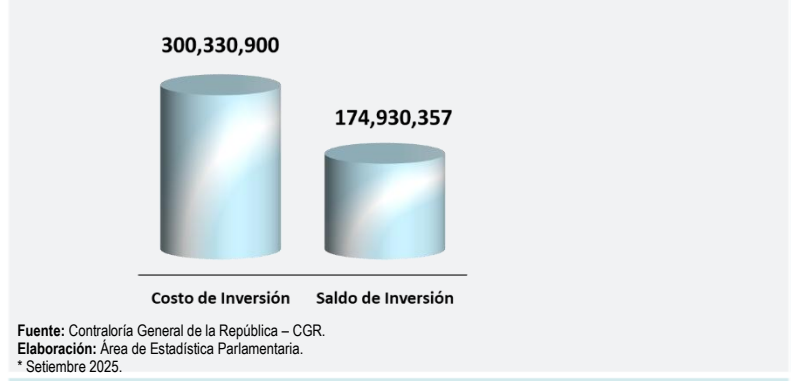 300,330,900
174,930,357
Costo de Inversión Saldo de Inversión
Fuente: Contraloría General de la República – CGR.
Elaboración: Área de Estadística Parlamentaria.
* Setiembre 2025.